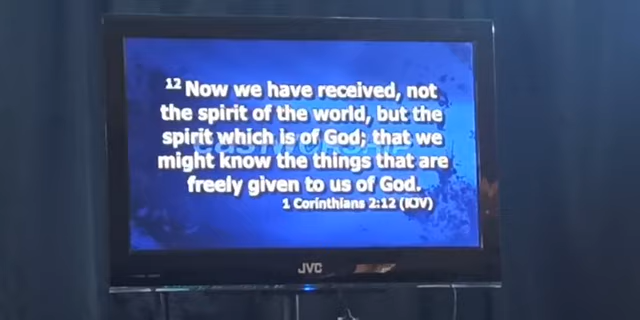 12 Now we have received, not
the spirit of the world, but the
spirit which is of God; that we
might know the things that are
freely given to us of God.
1 Corinthians 2:12 (KJV)
JVC